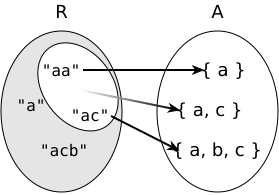 R A
"aa" { a }
"a" "ac" { a, c }
"acb" { a, b, c }